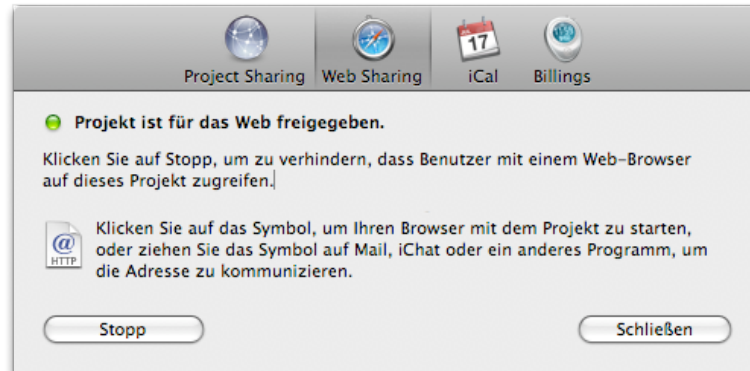 Project Sharing Web Sharing iCal Billings
Projekt ist für das Web freigegeben.
Klicken Sie auf Stopp, um zu verhindern, dass Benutzer mit einem Web-Browser
auf dieses Projekt zugreifen.
Klicken Sie auf das Symbol, um Ihren Browser mit dem Projekt zu starten,
oder ziehen Sie das Symbol auf Mail, iChat oder ein anderes Programm, um
die Adresse zu kommunizieren.
@
HTTP
Stopp Schließen
17